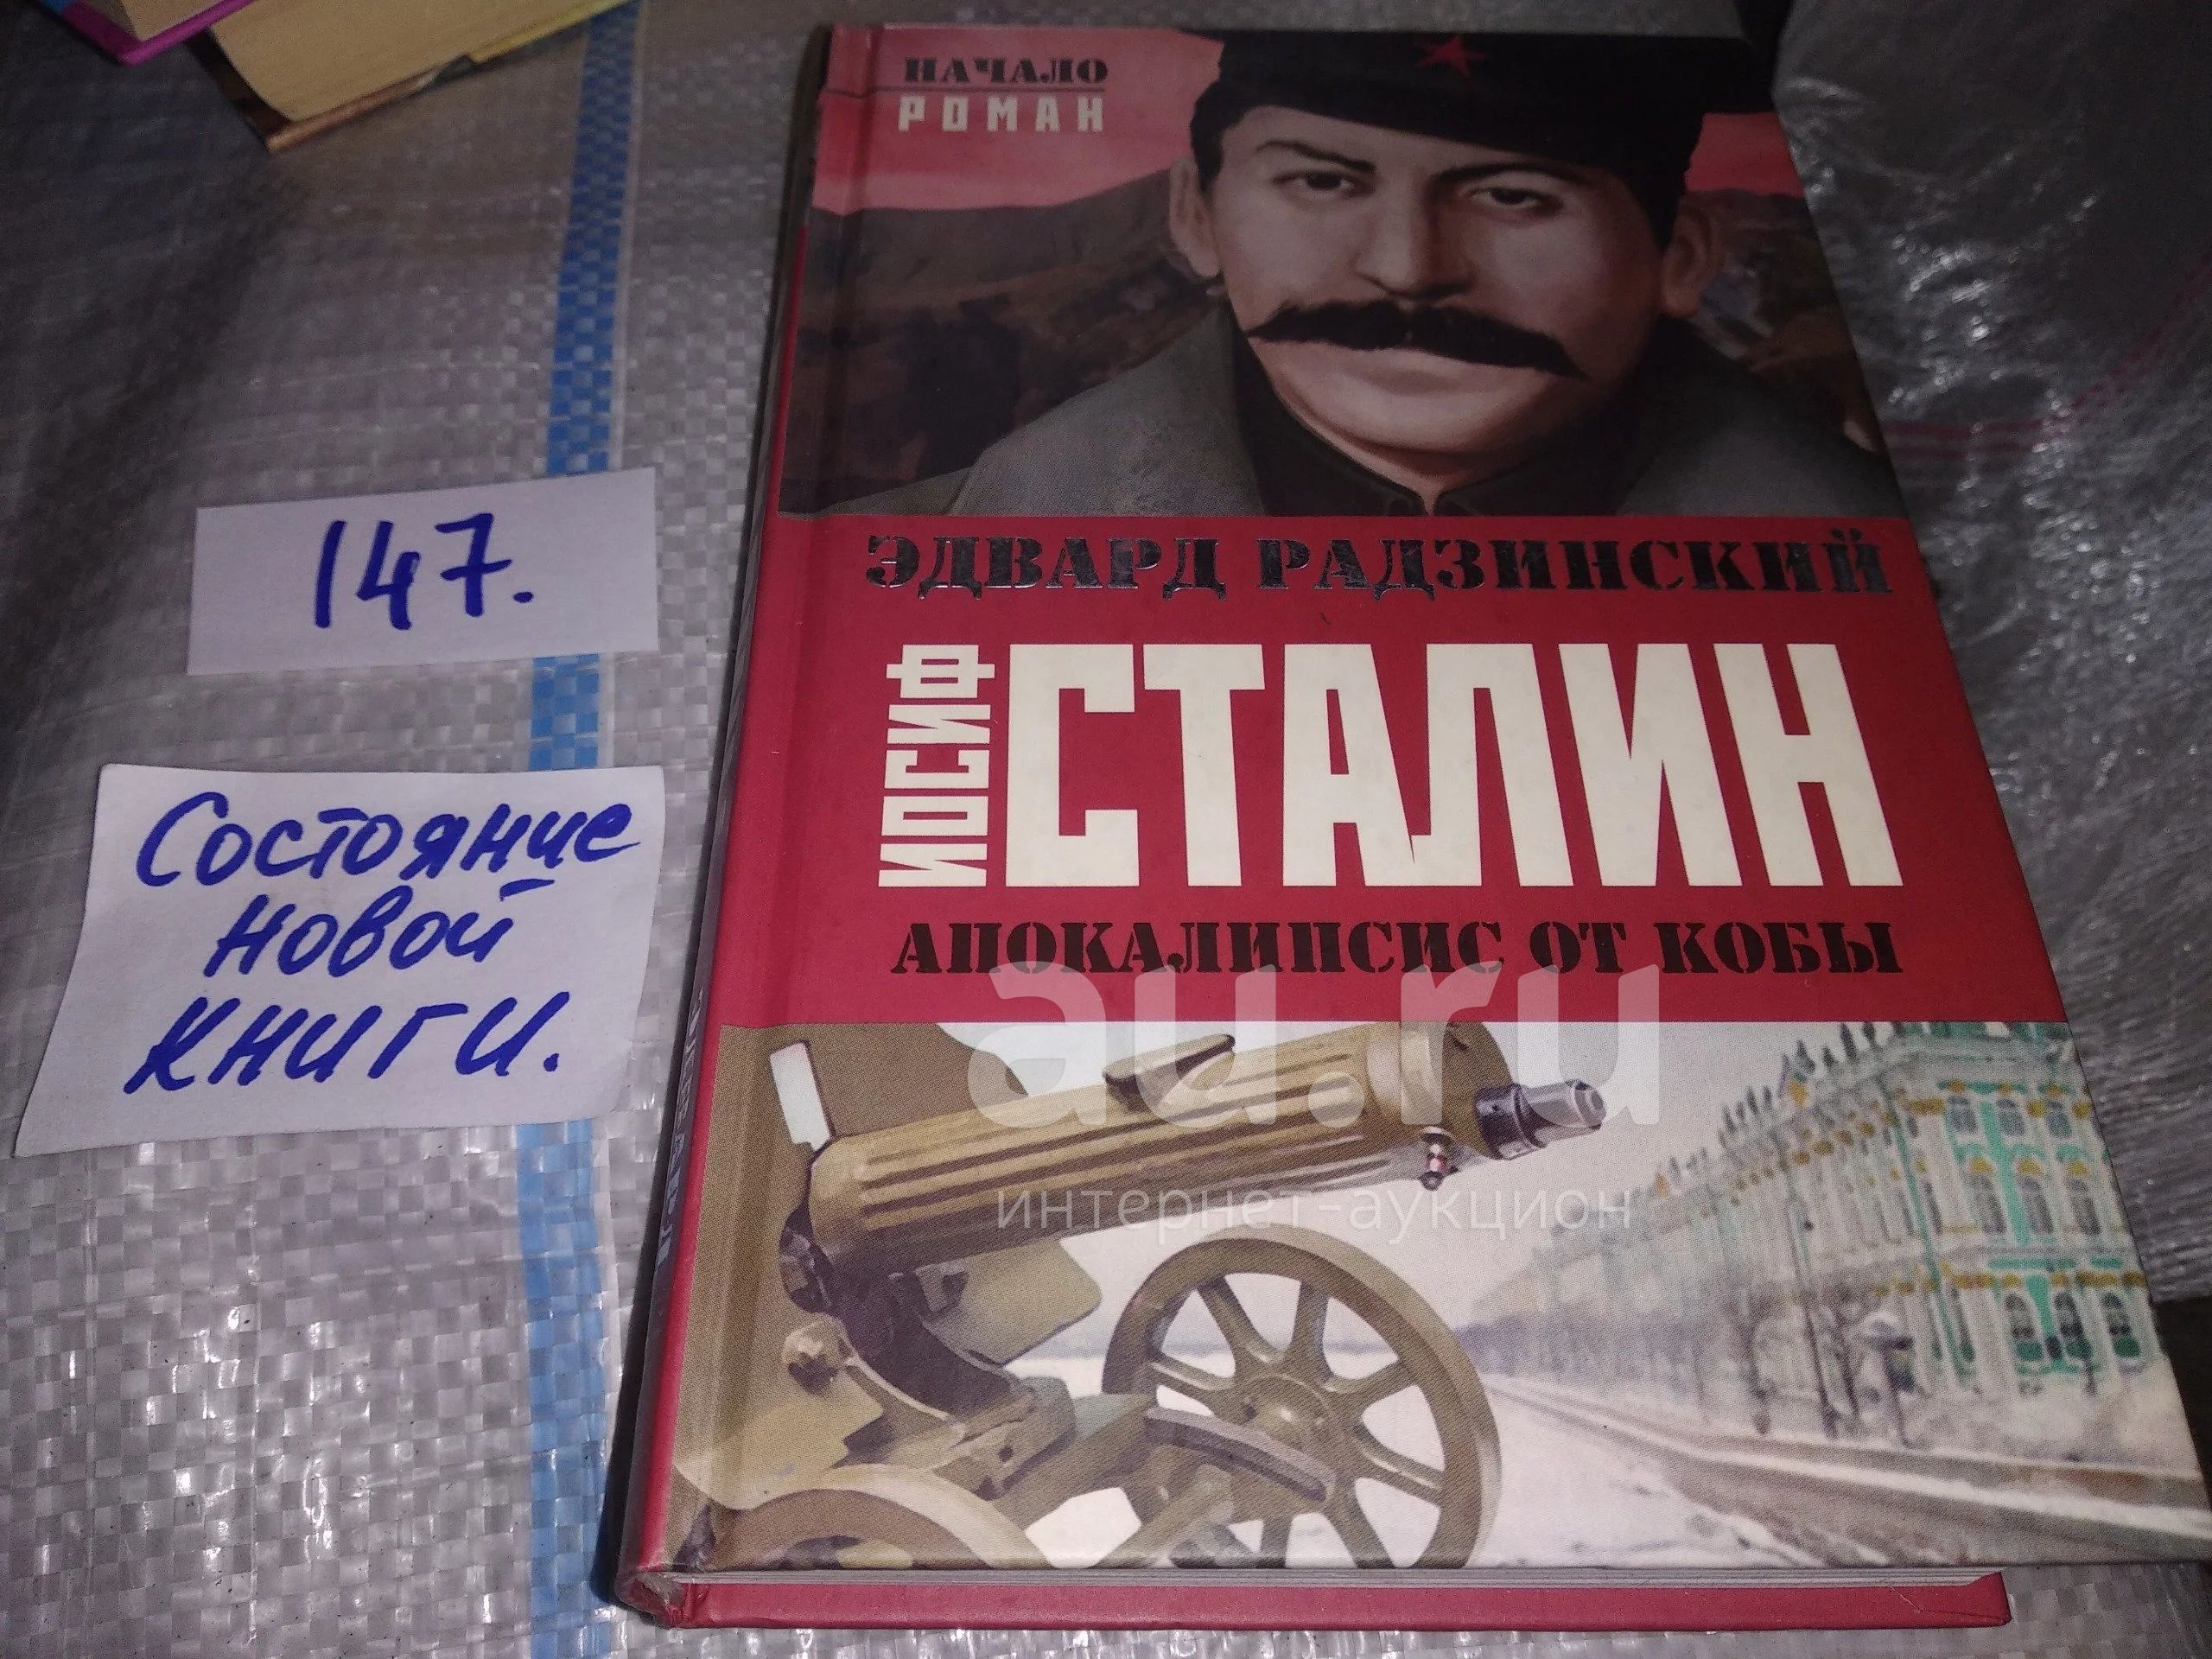 147.
Состояние
новой
книги.
НАЧАЛО
РОМАН
ЭДВАРД РАДЗИНСКИЙ
ИОСИФ
СТАЛИН
АПОКАЛИПСИС ОТ КОБЫ
au.ru
интернет-аукцион